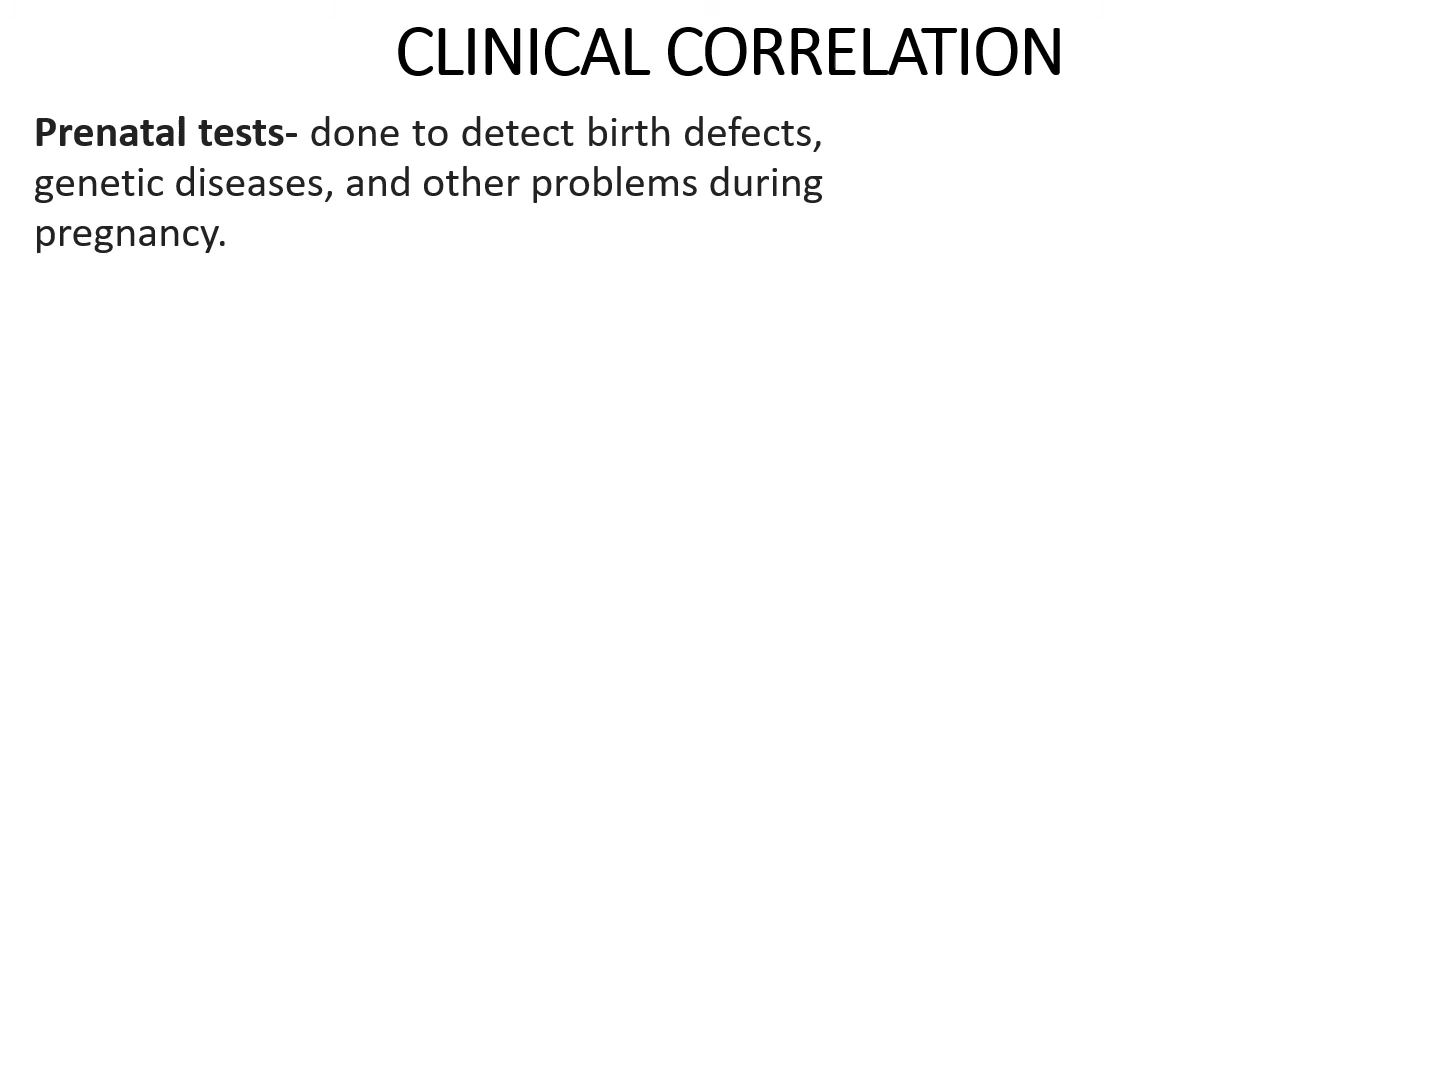 CLINICAL CORRELATION
Prenatal tests- done to detect birth defects,
genetic diseases, and other problems during
pregnancy.